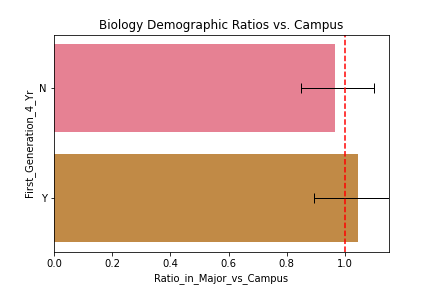 Biology Demographic Ratios vs. Campus
First_Generation_4_Yr
N
Y
0.0 0.2 0.4 0.6 0.8 1.0
Ratio_in_Major_vs_Campus